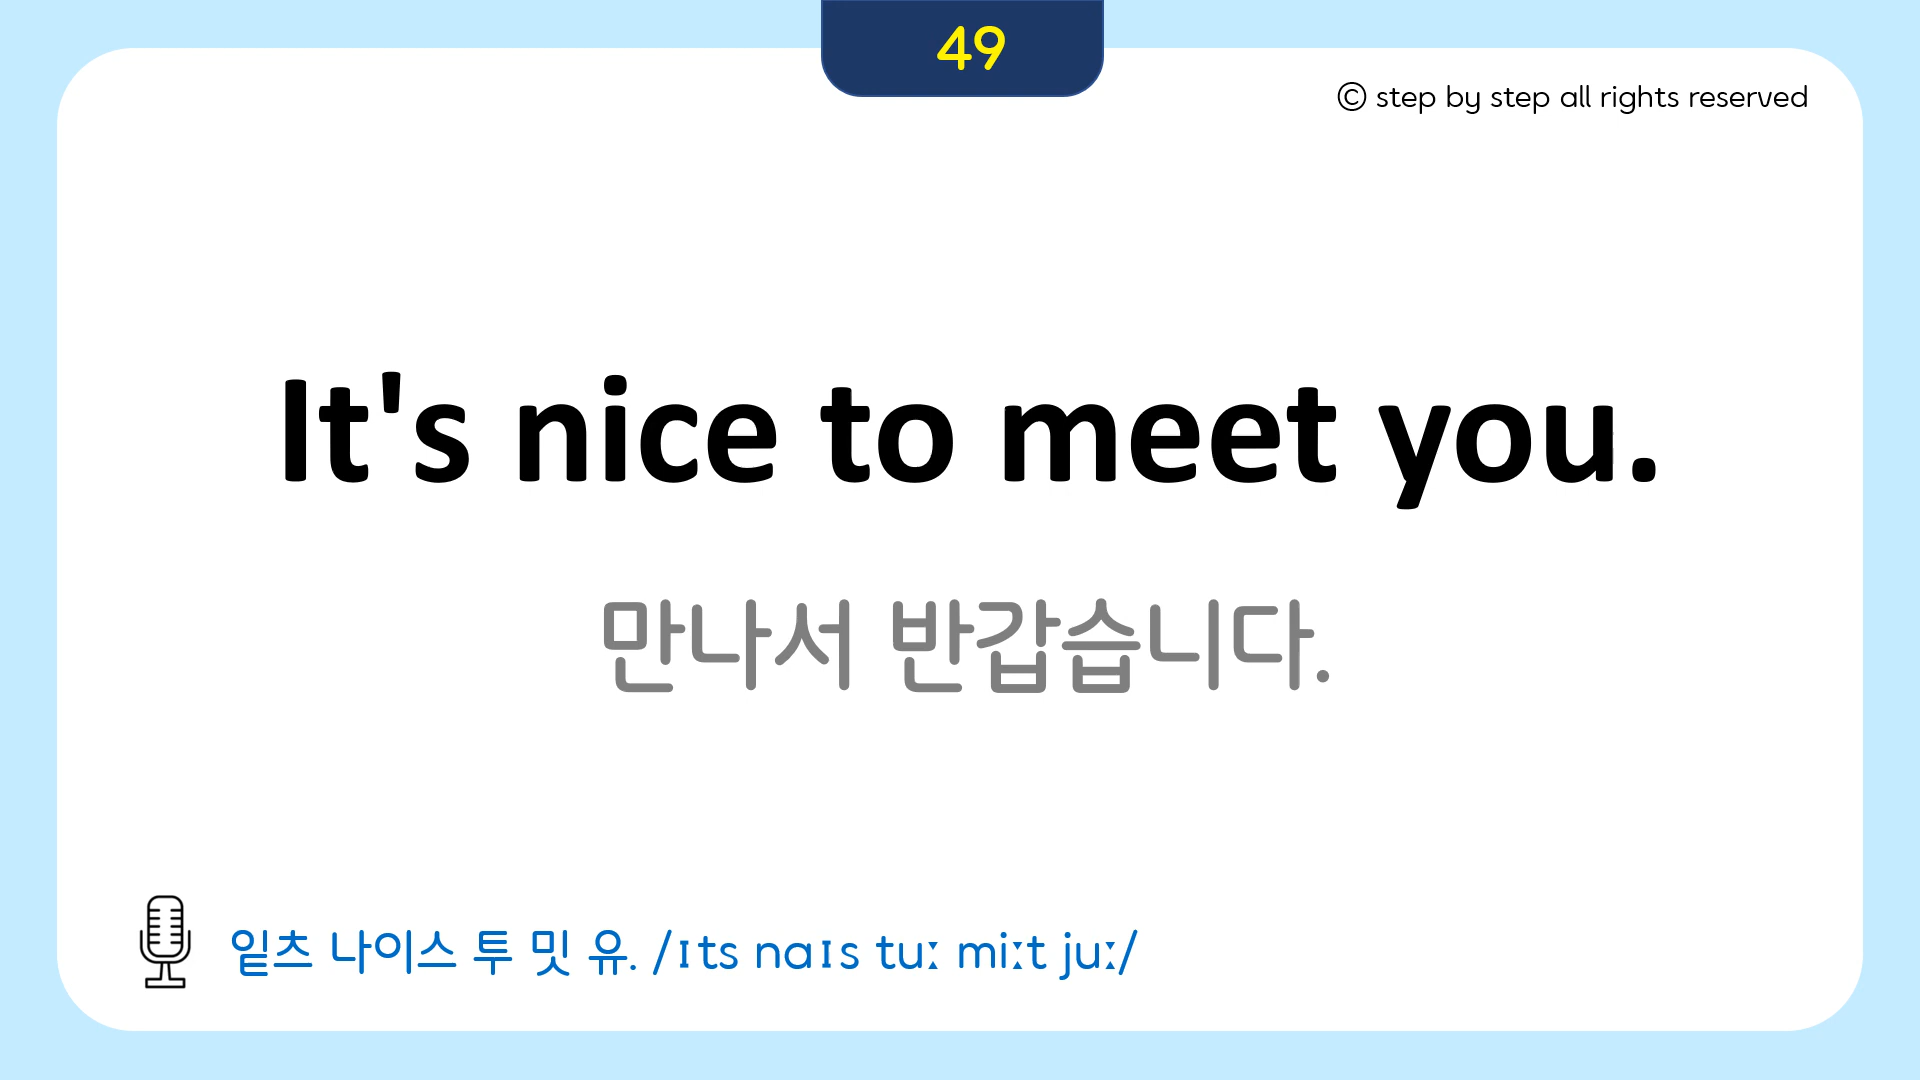 49
© step by step all rights reserved
It's nice to meet you.
만나서 반갑습니다.
잍츠 나이스 투 밋 유. /ɪts naɪs tuː miːt juː/